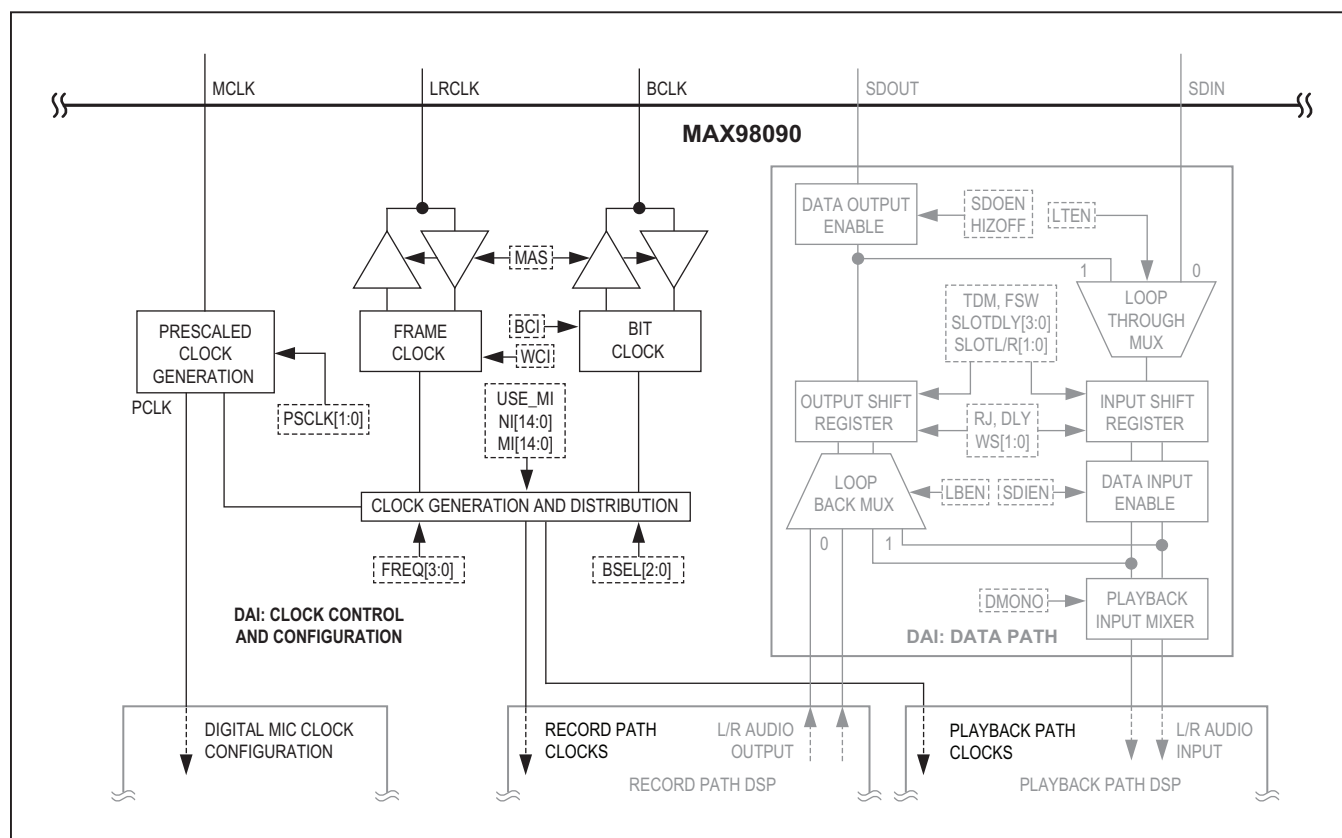 MCLK
LRCLK
BCLK
SDOUT
SDIN
MAX98090
DATA OUTPUT
ENABLE
SDOEN
HIZOFF
LTEN
MAS
1
0
LOOP
THROUGH
MUX
TDM, FSW
SLOTDLY[3:0]
SLOTL/R[1:0]
PRESCALED
CLOCK
GENERATION
FRAME
CLOCK
BCI
WCI
BIT
CLOCK
PCLK
PSCLK[1:0]
USE_MI
NI[14:0]
MI[14:0]
OUTPUT SHIFT
REGISTER
RJ, DLY
WS[1:0]
INPUT SHIFT
REGISTER
LOOP
BACK MUX
LBEN
SDIEN
DATA INPUT
ENABLE
CLOCK GENERATION AND DISTRIBUTION
0
1
FREQ[3:0]
BSEL[2:0]
DMONO
PLAYBACK
INPUT MIXER
DAI: CLOCK CONTROL
AND CONFIGURATION
DAI: DATA PATH
DIGITAL MIC CLOCK
CONFIGURATION
RECORD PATH
CLOCKS
L/R AUDIO
OUTPUT
RECORD PATH DSP
PLAYBACK PATH
CLOCKS
L/R AUDIO
INPUT
PLAYBACK PATH DSP